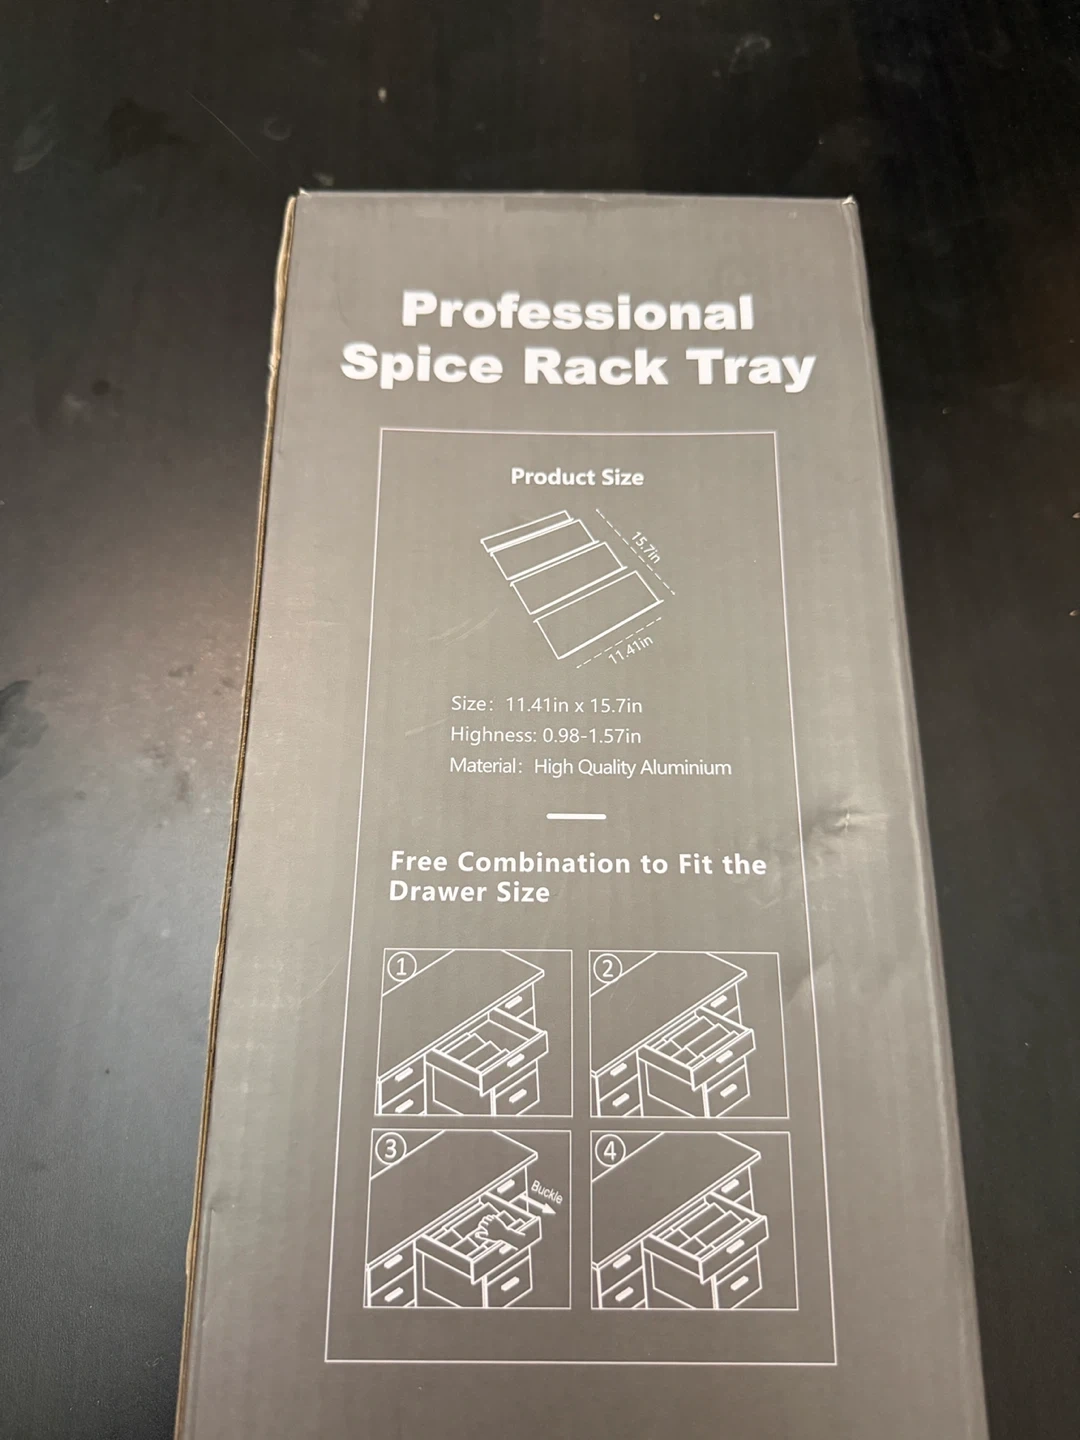 Professional
Spice Rack Tray
Product Size
15.7in
11.41in
Size: 11.41in x 15.7in
Highness: 0.98-1.57in
Material: High Quality Aluminium
Free Combination to Fit the
Drawer Size
1
2
3
Buckle
4